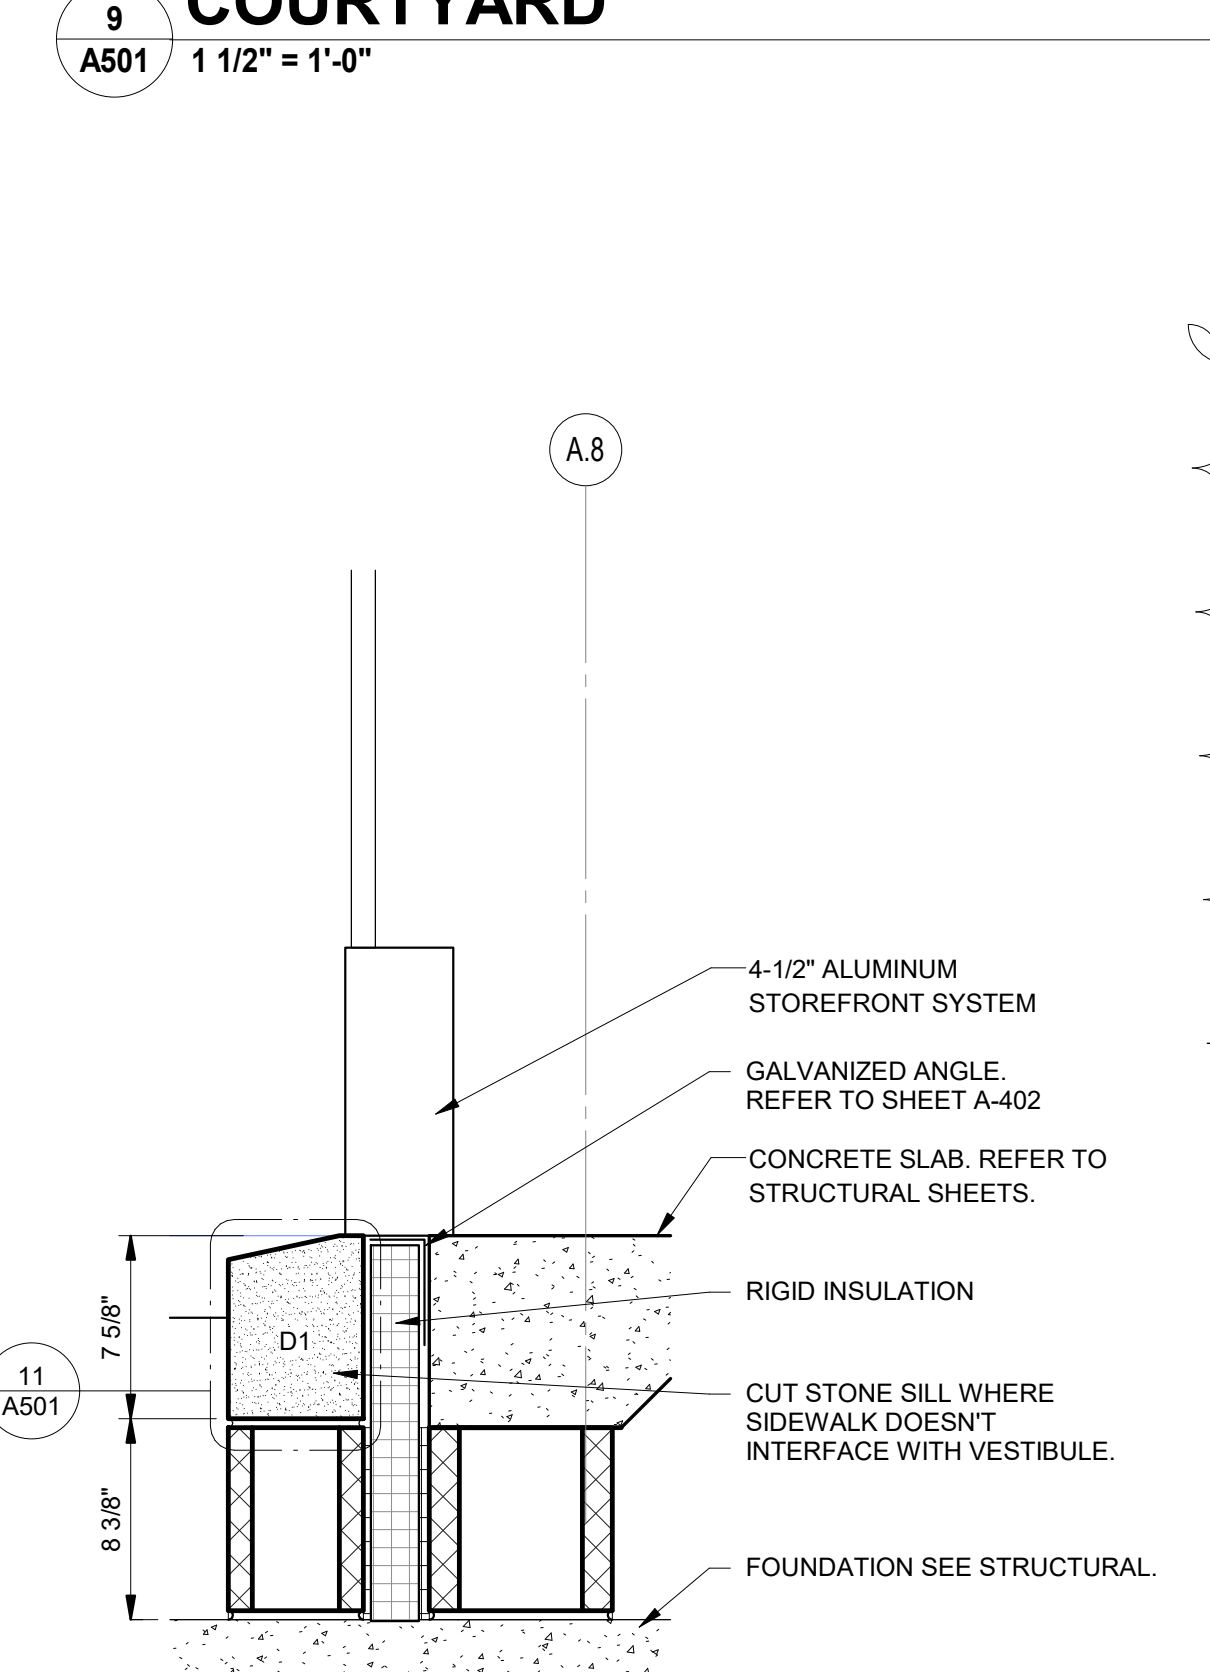 9
COURTYARD
A501
1 1/2" = 1'-0"
A.8
4-1/2" ALUMINUM
STOREFRONT SYSTEM
GALVANIZED ANGLE.
REFER TO SHEET A-402
CONCRETE SLAB. REFER TO
STRUCTURAL SHEETS.
RIGID INSULATION
7 5/8"
D1
11
A501
CUT STONE SILL WHERE
SIDEWALK DOESN'T
INTERFACE WITH VESTIBULE.
8 3/8"
FOUNDATION SEE STRUCTURAL.